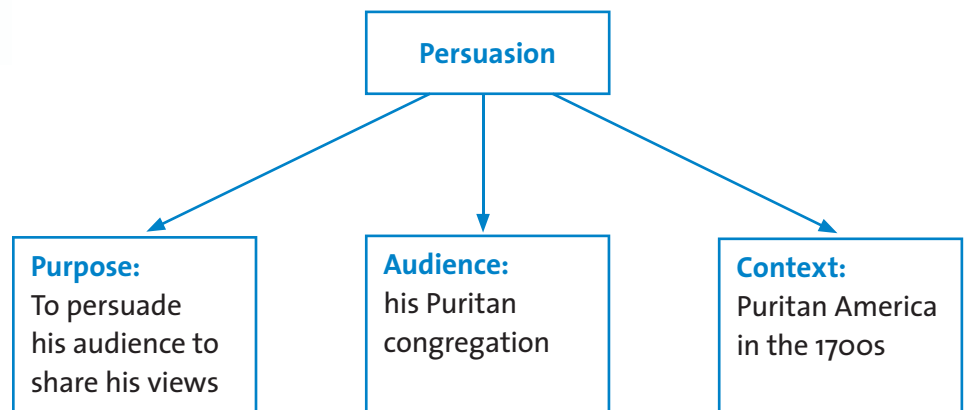 Persuasion
Purpose:
To persuade
his audience to
share his views
Audience:
his Puritan
congregation
Context:
Puritan America
in the 1700s